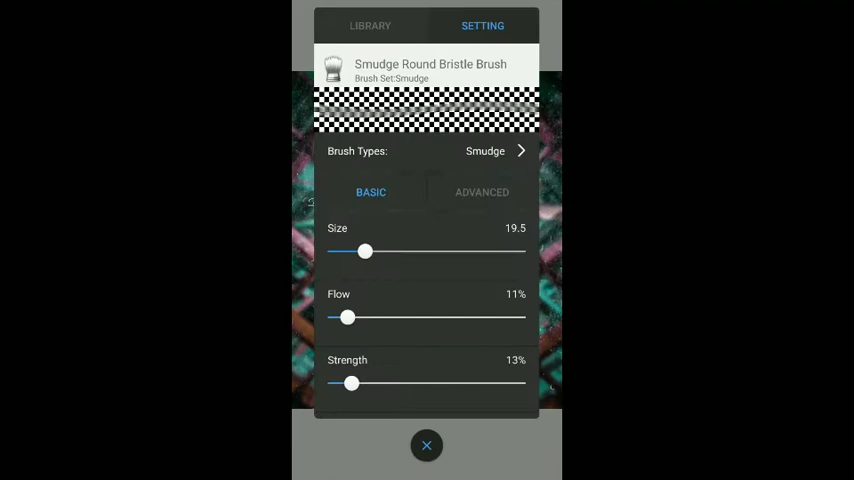 LIBRARY SETTING
Smudge Round Bristle Brush
Brush Set:Smudge
Brush Types: Smudge
BASIC ADVANCED
Size 19.5
Flow 11%
Strength 13%